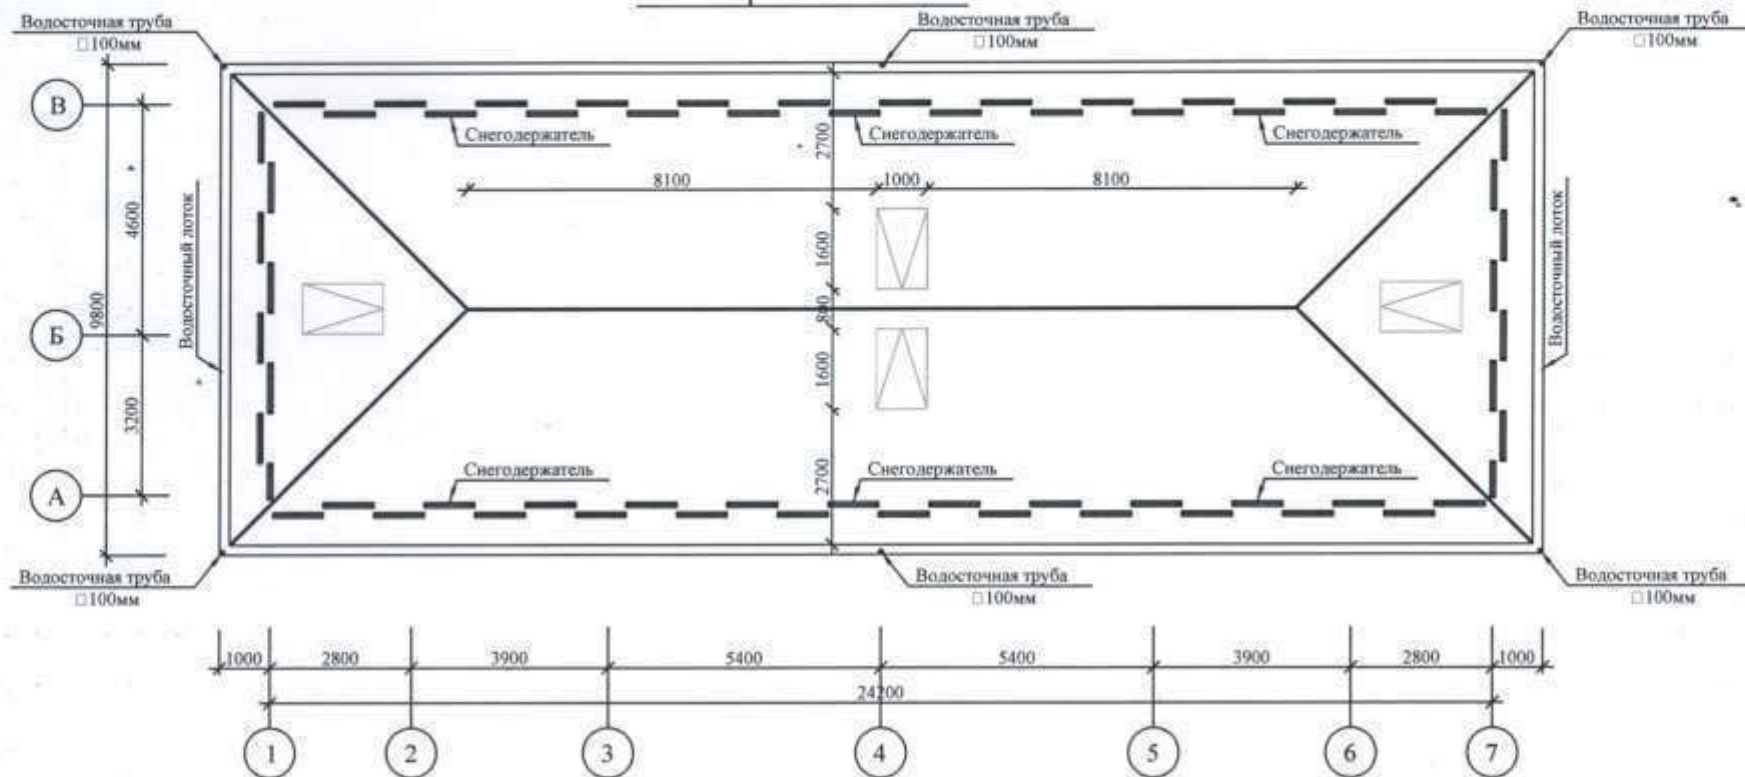 Водосточная труба
□100мм
Водосточная труба
□100мм
Водосточная труба
□100мм
В
Снегодержатель
Снегодержатель
Снегодержатель
2700
8100
1000
8100
4600
1600
Водосточный лоток
Водосточный лоток
9800
800
Б
1600
3200
А
Снегодержатель
Снегодержатель
Снегодержатель
2700
Водосточная труба
□100мм
Водосточная труба
□100мм
Водосточная труба
□100мм
1000
2800
3900
5400
5400
3900
2800
1000
24200
1
2
3
4
5
6
7